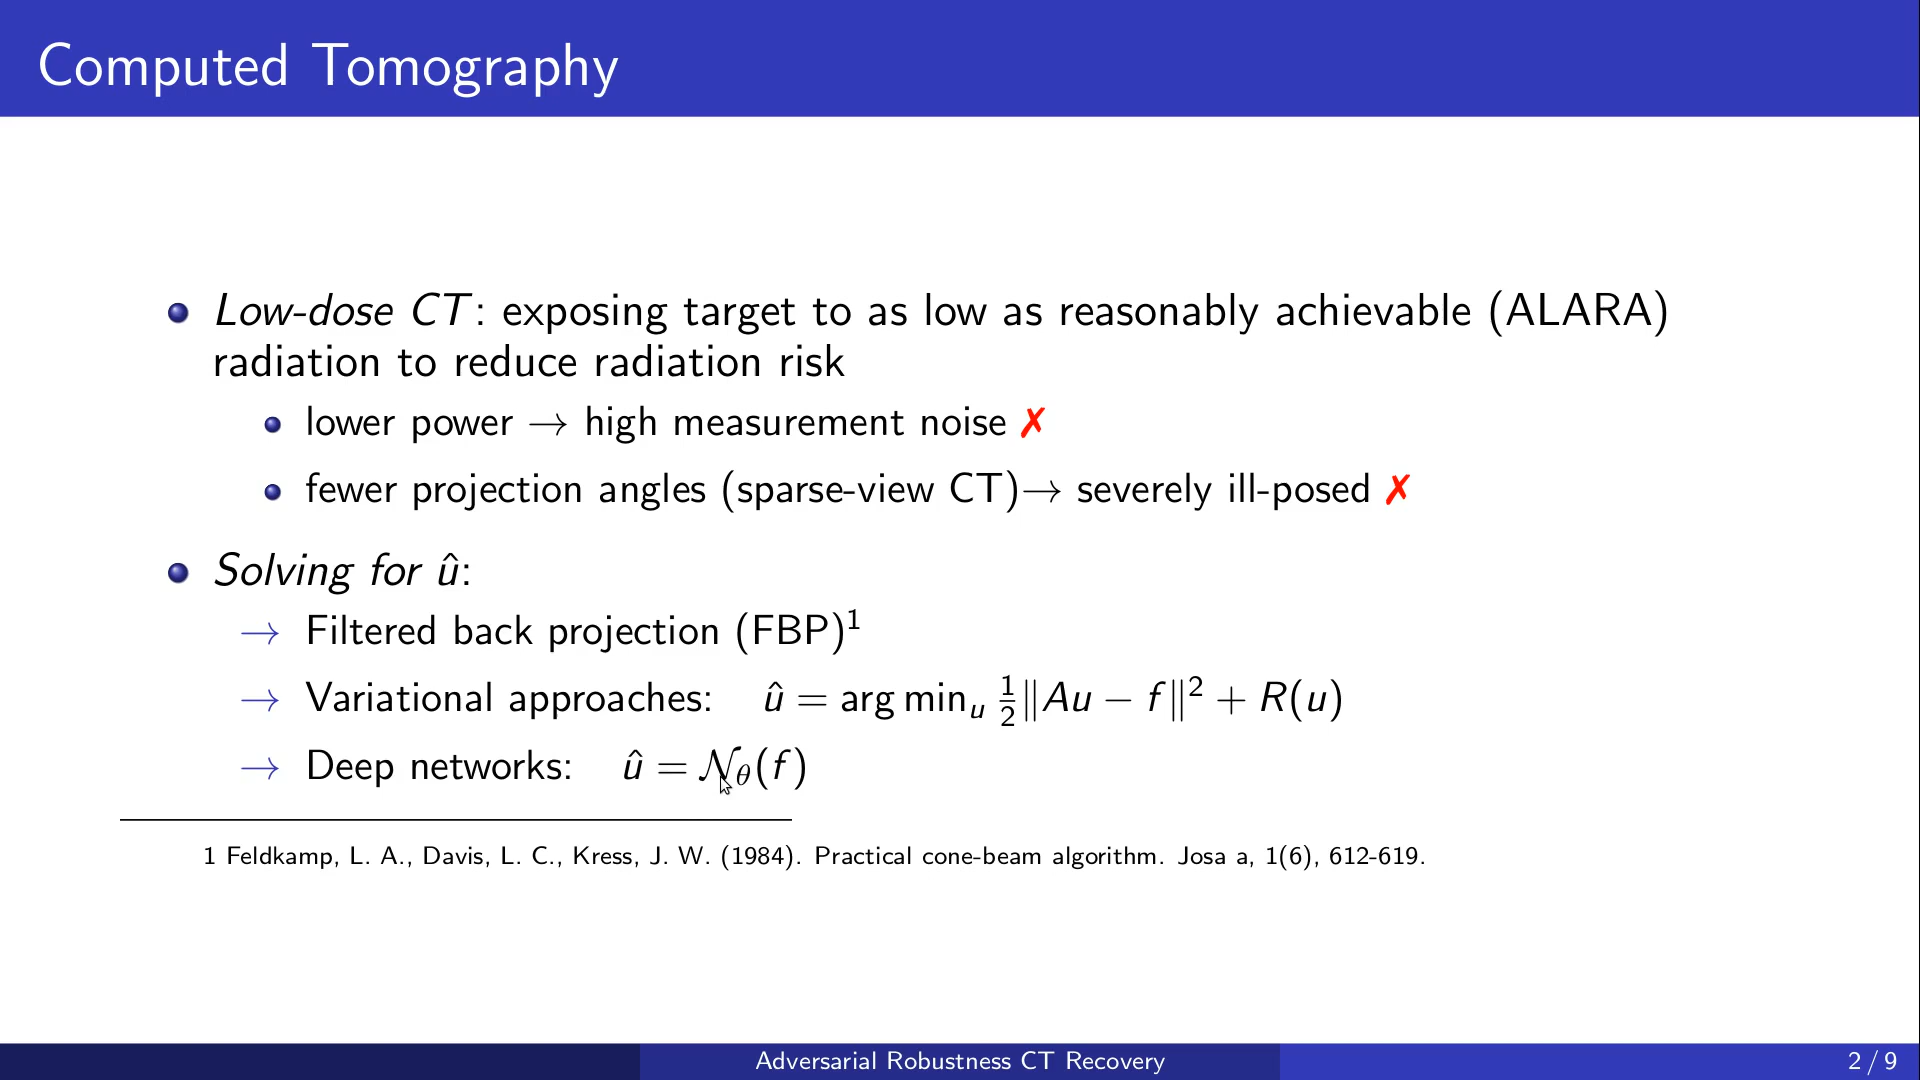 Computed Tomography
Low-dose CT: exposing target to as low as reasonably achievable (ALARA)
radiation to reduce radiation risk
lower power → high measurement noise ✗
fewer projection angles (sparse-view CT)→ severely ill-posed ✗
Solving for û:
→ Filtered back projection (FBP)¹
→ Variational approaches: û = arg minᵤ ½‖Au − f‖² + R(u)
→ Deep networks: û = 𝒩_θ(f)
1 Feldkamp, L. A., Davis, L. C., Kress, J. W. (1984). Practical cone-beam algorithm. Josa a, 1(6), 612-619.
Adversarial Robustness CT Recovery
2 / 9